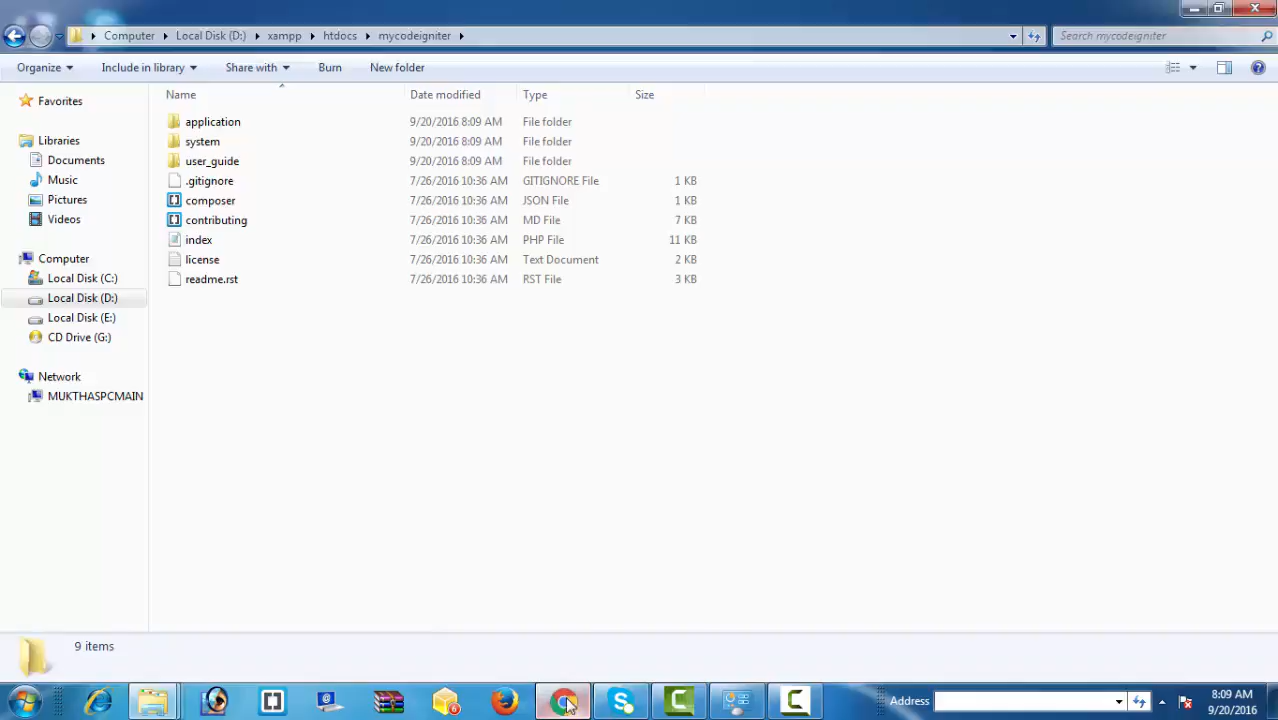 Computer Local Disk (D:) xampp htdocs mycodeigniter Search mycodeigniter
Organize Include in library Share with Burn New folder
Name Date modified Type Size
Favorites
Libraries
Documents
Music
Pictures
Videos
Computer
Local Disk (C:)
Local Disk (D:)
Local Disk (E:)
CD Drive (G:)
Network
MUKTHASPCMAIN
application 9/20/2016 8:09 AM File folder
system 9/20/2016 8:09 AM File folder
user_guide 9/20/2016 8:09 AM File folder
.gitignore 7/26/2016 10:36 AM GITIGNORE File 1 KB
composer 7/26/2016 10:36 AM JSON File 1 KB
contributing 7/26/2016 10:36 AM MD File 7 KB
index 7/26/2016 10:36 AM PHP File 11 KB
license 7/26/2016 10:36 AM Text Document 2 KB
readme.rst 7/26/2016 10:36 AM RST File 3 KB
9 items
Address
8:09 AM
9/20/2016